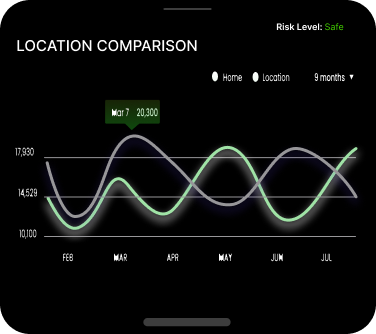 Risk Level: Safe
LOCATION COMPARISON
Home Location 9 months
Mar 7 20,300
17,930
14,529
10,100
FEB MAR APR MAY JUM JUL